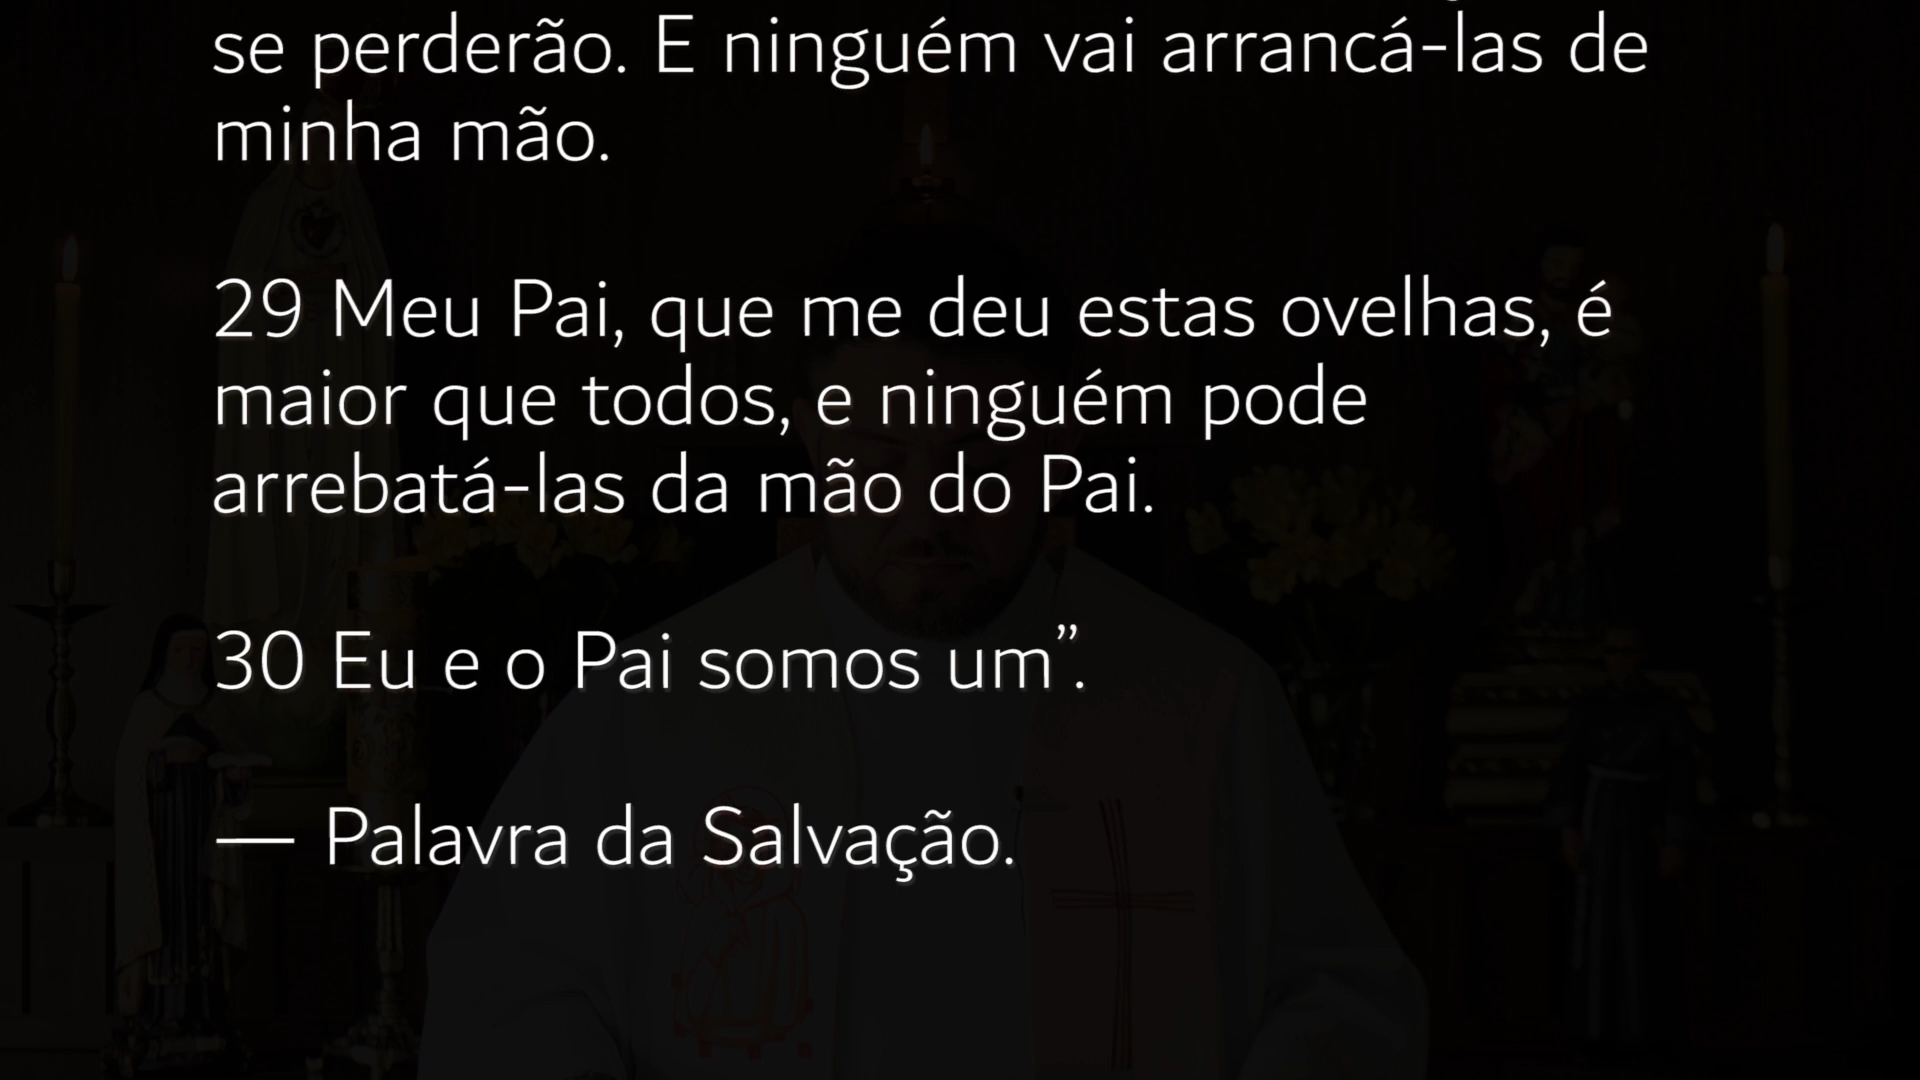 se perderão. E ninguém vai arrancá-las de
minha mão.
29 Meu Pai, que me deu estas ovelhas, é
maior que todos, e ninguém pode
arrebatá-las da mão do Pai.
30 Eu e o Pai somos um”.
— Palavra da Salvação.